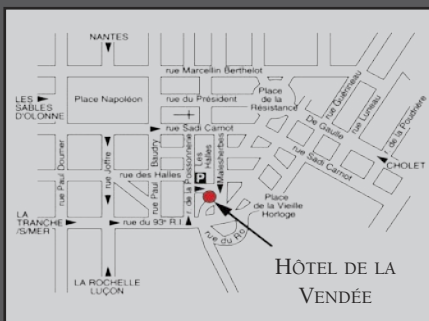 NANTES
rue Marcellin Berthelot
LES
SABLES
D'OLONNE
Place Napoléon
rue du Président
Place
de la
Résistance
rue Guérineau
rue Luneau
De Gaulle
de la Poudrière
rue Sadi Carnot
rue Sadi Carnot
CHOLET
rue Paul Doumer
rue Joffre
rue des Halles
rue Paul
Baudry
r. de la Poissonnerie
Les
Halles
Malesherbes
P
Place
de la Vieille
Horloge
LA
TRANCHE
/S/MER
rue du 93e R.I.
rue du Ro
LA ROCHELLE
LUÇON
HÔTEL DE LA
VENDÉE